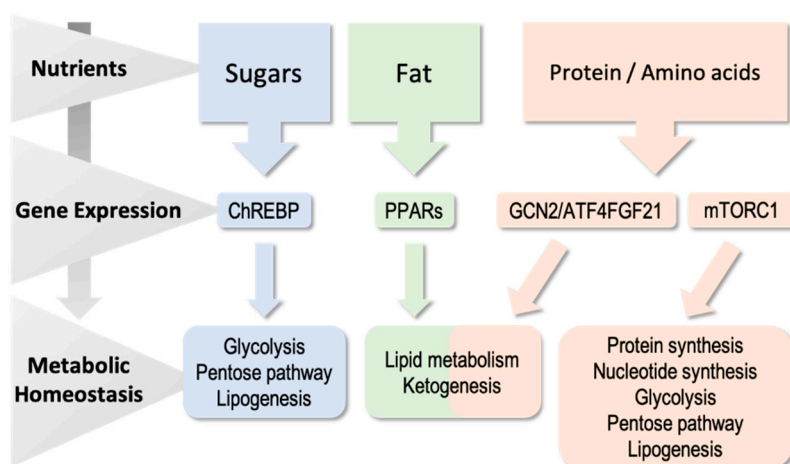 Nutrients
Sugars
Fat
Protein / Amino acids
Gene Expression
ChREBP
PPARs
GCN2/ATF4FGF21
mTORC1
Metabolic
Homeostasis
Glycolysis
Pentose pathway
Lipogenesis
Lipid metabolism
Ketogenesis
Protein synthesis
Nucleotide synthesis
Glycolysis
Pentose pathway
Lipogenesis